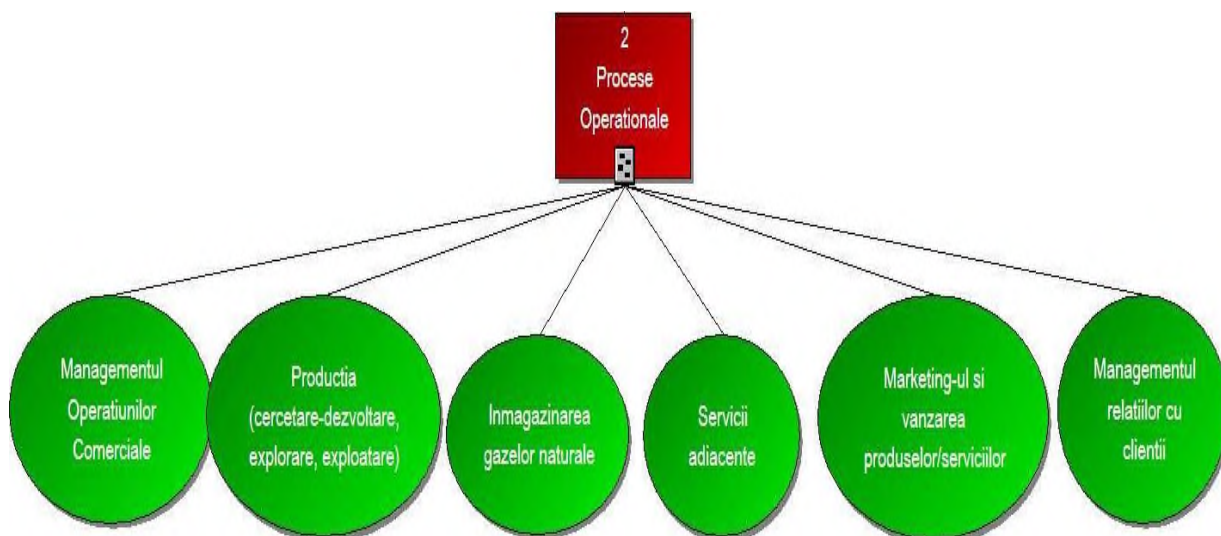 2
Procese
Operationale
Managementul
Operatiunilor
Comerciale
Productia
(cercetare-dezvoltare,
explorare, exploatare)
Inmagazinarea
gazelor naturale
Servicii
adiacente
Marketing-ul si
vanzarea
produselor/serviciilor
Managementul
relatiilor cu
clientii